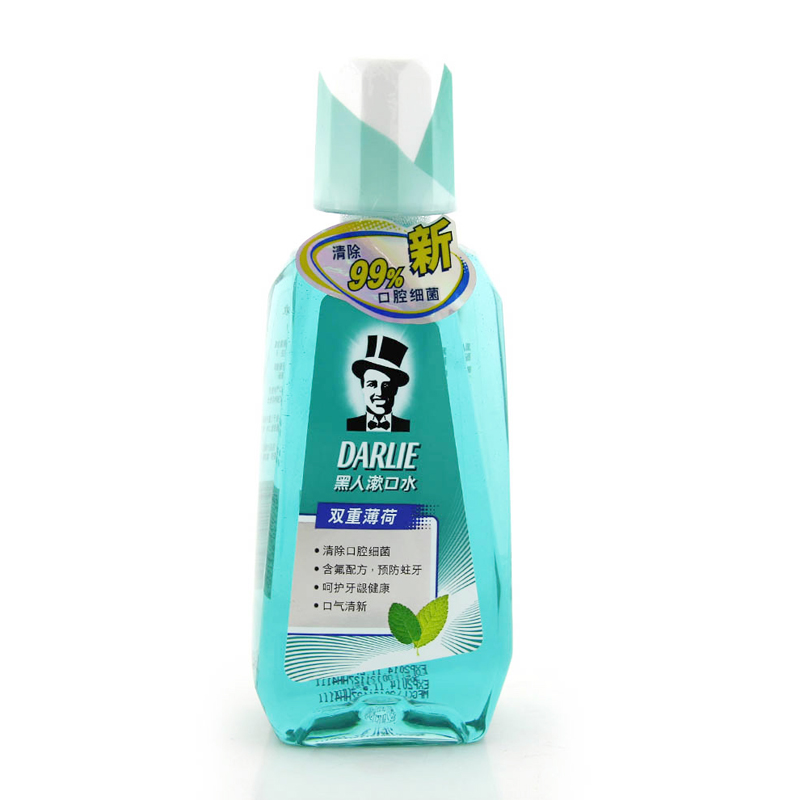 清除
99%
新
口腔细菌
DARLIE
黑人漱口水
双重薄荷
• 清除口腔细菌
• 含氟配方，预防蛀牙
• 呵护牙龈健康
• 口气清新